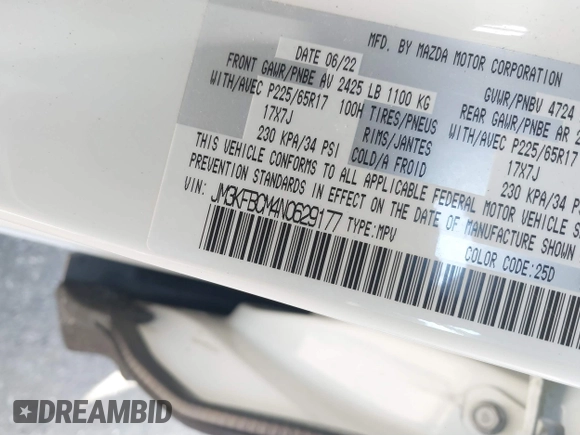 MFD. BY MAZDA MOTOR CORPORATION
DATE 06/22 GVWR/PNBV 4724
FRONT GAWR/PNBE AV 2425 LB 1100 KG REAR GAWR/PNBE AR
WITH/AVEC P225/65R17 100H TIRES/PNEUS WITH/AVEC P225/65R17
17X7J RIMS/JANTES 17X7J
230 KPA/34 PSI COLD/A FROID 230 KPA/34 PSI
THIS VEHICLE CONFORMS TO ALL APPLICABLE FEDERAL MOTOR VEHICLE
PREVENTION STANDARDS IN EFFECT ON THE DATE OF MANUFACTURE SHOWN
VIN: JM3KFBCM4N0629177 TYPE:MPV
COLOR CODE:25D
DREAMBID